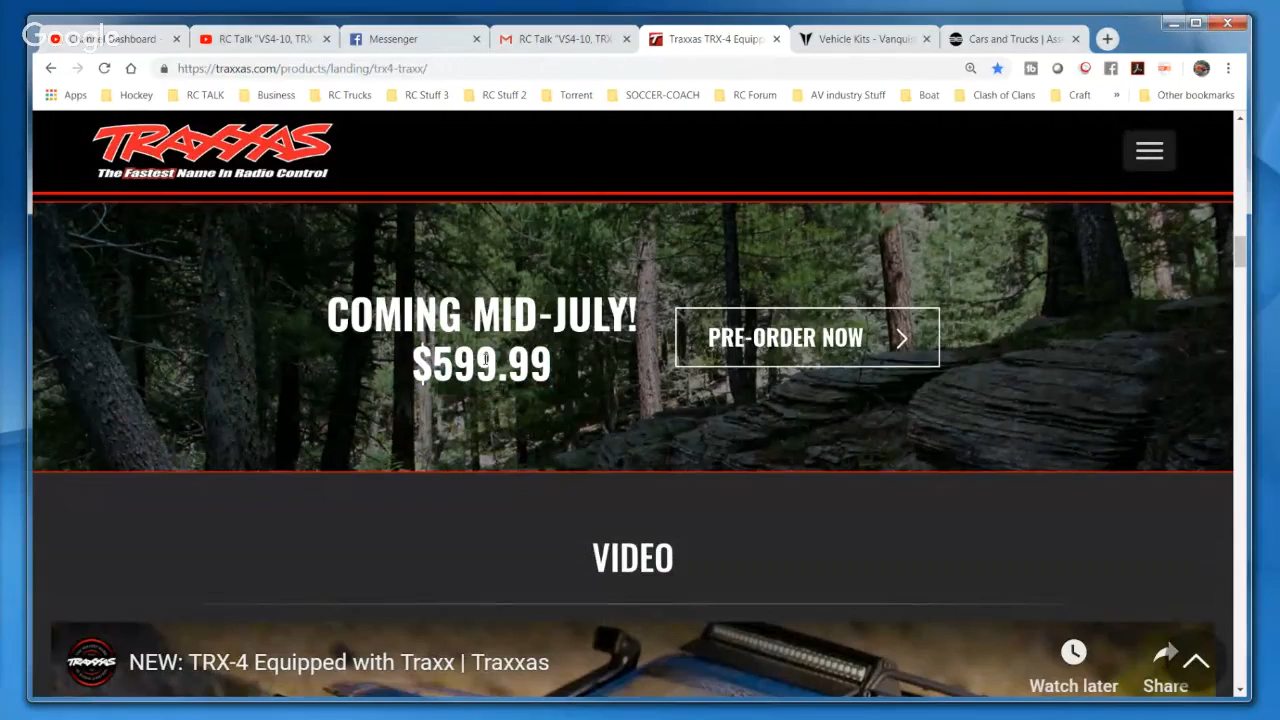 Google
Channel Dashboard -
RC Talk "VS4-10, TRX
Messenger
RC Talk "VS4-10, TRX
Traxxas TRX-4 Equipp
Vehicle Kits - Vanquis
Cars and Trucks | Ass
https://traxxas.com/products/landing/trx4-traxx/
Apps
Hockey
RC TALK
Business
RC Trucks
RC Stuff 3
RC Stuff 2
Torrent
SOCCER-COACH
RC Forum
AV industry Stuff
Boat
Clash of Clans
Craft
»
Other bookmarks
TRAXXAS
The Fastest Name In Radio Control
COMING MID-JULY!
$599.99
PRE-ORDER NOW
VIDEO
TRAXXAS
NEW: TRX-4 Equipped with Traxx | Traxxas
Watch later
Share